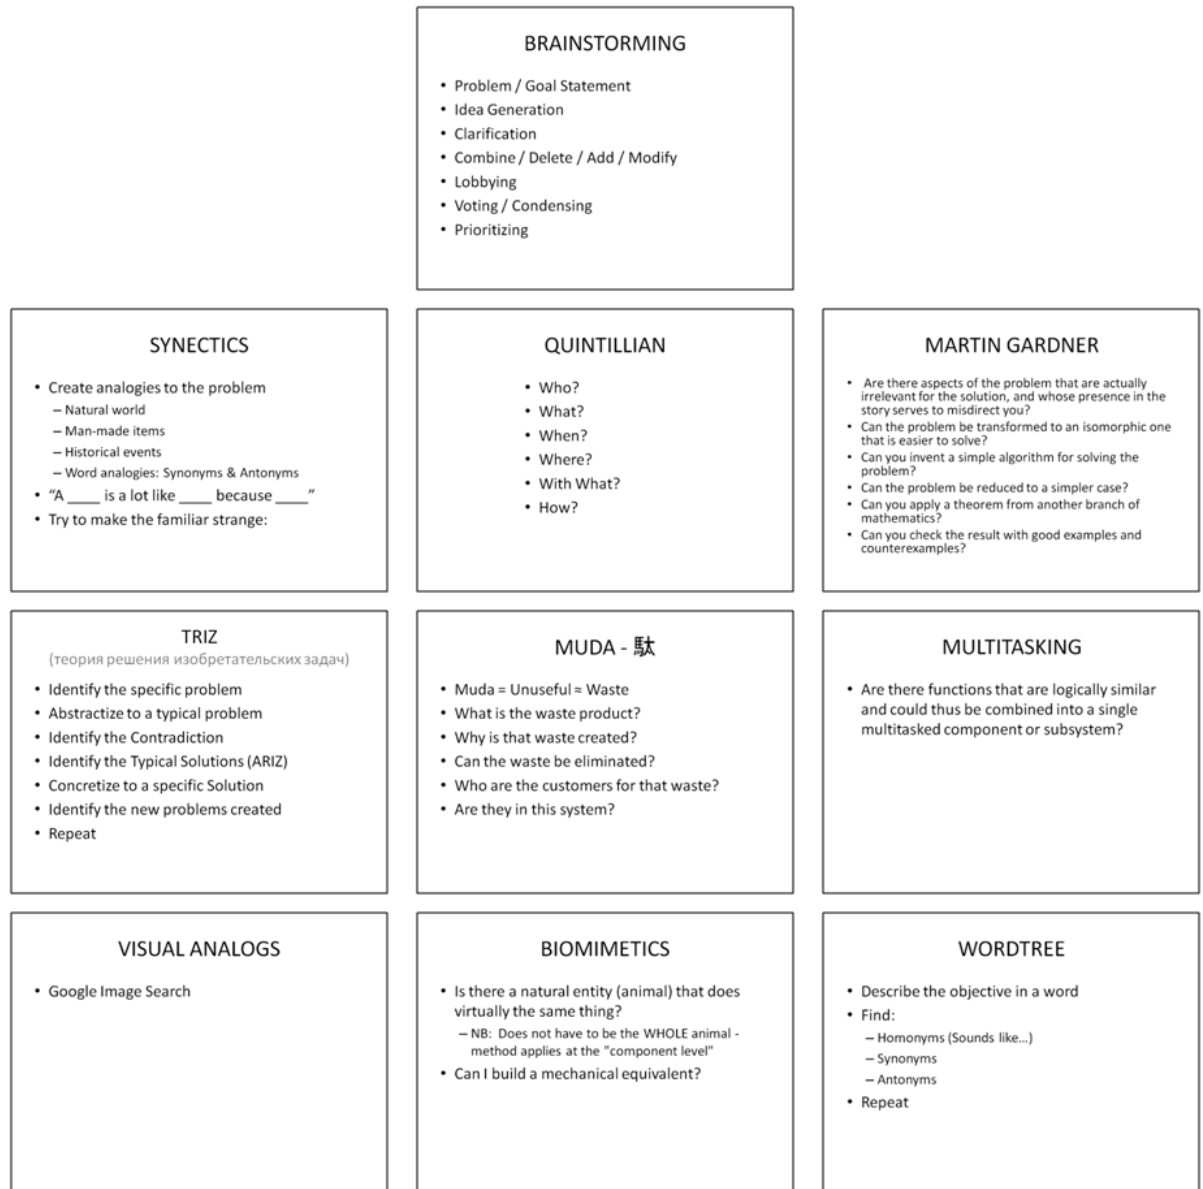 BRAINSTORMING
• Problem / Goal Statement
• Idea Generation
• Clarification
• Combine / Delete / Add / Modify
• Lobbying
• Voting / Condensing
• Prioritizing
SYNECTICS
• Create analogies to the problem
– Natural world
– Man-made items
– Historical events
– Word analogies: Synonyms & Antonyms
• “A ____ is a lot like ____ because ____”
• Try to make the familiar strange:
QUINTILLIAN
• Who?
• What?
• When?
• Where?
• With What?
• How?
MARTIN GARDNER
• Are there aspects of the problem that are actually
irrelevant for the solution, and whose presence in the
story serves to misdirect you?
• Can the problem be transformed to an isomorphic one
that is easier to solve?
• Can you invent a simple algorithm for solving the
problem?
• Can the problem be reduced to a simpler case?
• Can you apply a theorem from another branch of
mathematics?
• Can you check the result with good examples and
counterexamples?
TRIZ
(теория решения изобретательских задач)
• Identify the specific problem
• Abstractize to a typical problem
• Identify the Contradiction
• Identify the Typical Solutions (ARIZ)
• Concretize to a specific Solution
• Identify the new problems created
• Repeat
MUDA - 駄
• Muda = Unuseful ≈ Waste
• What is the waste product?
• Why is that waste created?
• Can the waste be eliminated?
• Who are the customers for that waste?
• Are they in this system?
MULTITASKING
• Are there functions that are logically similar
and could thus be combined into a single
multitasked component or subsystem?
VISUAL ANALOGS
• Google Image Search
BIOMIMETICS
• Is there a natural entity (animal) that does
virtually the same thing?
– NB: Does not have to be the WHOLE animal -
method applies at the "component level"
• Can I build a mechanical equivalent?
WORDTREE
• Describe the objective in a word
• Find:
– Homonyms (Sounds like…)
– Synonyms
– Antonyms
• Repeat